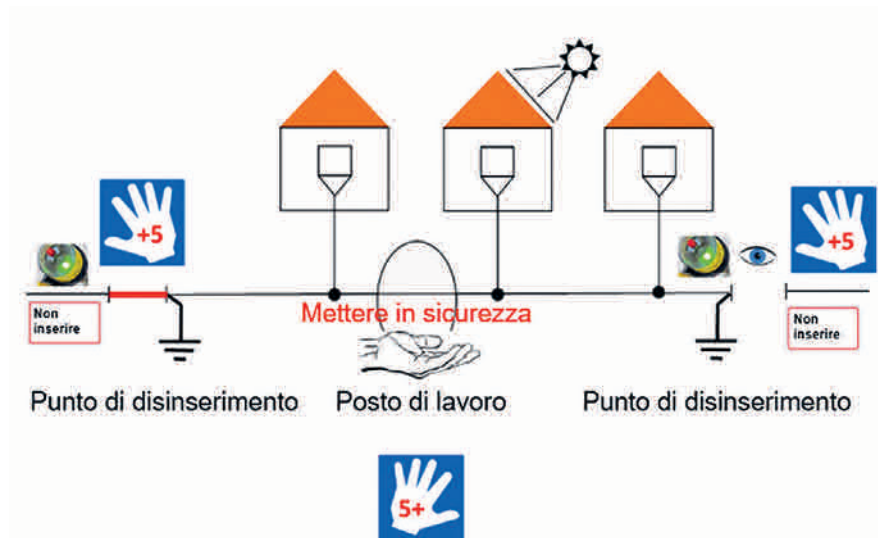 +5
+5
Non
inserire
Mettere in sicurezza
Non
inserire
Punto di disinserimento
Posto di lavoro
Punto di disinserimento
5+